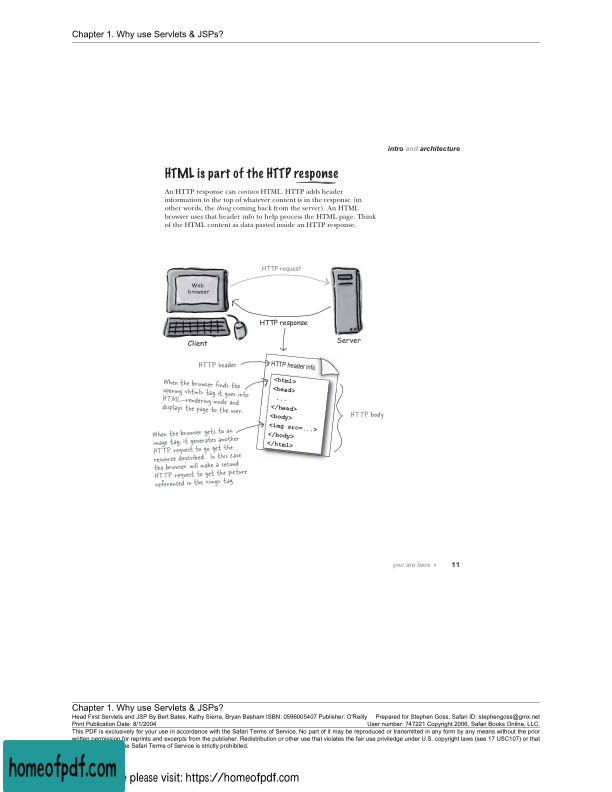 Chapter 1. Why use Servlets & JSPs?
intro and architecture
HTML is part of the HTTP response
An HTTP response can contain HTML. HTTP adds header
information to the top of whatever content is in the response (in
other words, the thing coming back from the server). An HTML
browser uses that header info to help process the HTML page. Think
of the HTML content as data pasted inside an HTTP response.
HTTP request
Web
browser
HTTP response
Client
Server
HTTP header
HTTP header info
When the browser finds the
opening <html> tag it goes into
HTML-rendering mode and
displays the page to the user.
<html>
<head>
...
</head>
<body>
<img src=...>
</body>
</html>
HTTP body
When the browser gets to an
image tag, it generates another
HTTP request to go get the
resource described. In this case
the browser will make a second
HTTP request to get the picture
referenced in the <img> tag.
you are here 11
Chapter 1. Why use Servlets & JSPs?
Head First Servlets and JSP By Bert Bates, Kathy Sierra, Bryan Basham ISBN: 0596005407 Publisher: O'Reilly Prepared for Stephen Goss, Safari ID: stephengoss@gmx.net
Print Publication Date: 8/1/2004 User number: 747221 Copyright 2006, Safari Books Online, LLC.
This PDF is exclusively for your use in accordance with the Safari Terms of Service. No part of it may be reproduced or transmitted in any form by any means without the prior
written permission for reprints and excerpts from the publisher. Redistribution or other use that violates the fair use priviledge under U.S. copyright laws (see 17 USC107) or that
Safari Terms of Service is strictly prohibited.
homeofpdf.com
please visit: https://homeofpdf.com